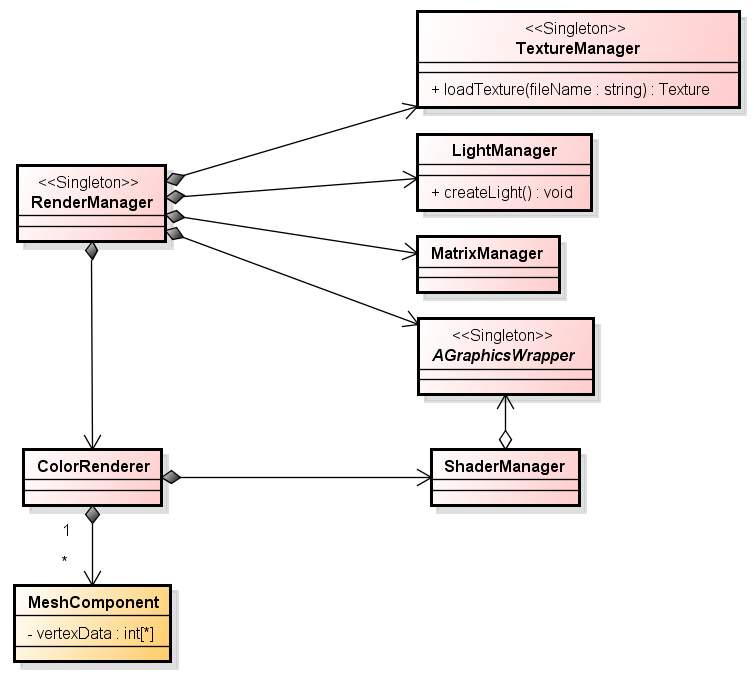 <<Singleton>>
TextureManager
+ loadTexture(fileName : string) : Texture
LightManager
+ createLight() : void
<<Singleton>>
RenderManager
MatrixManager
<<Singleton>>
AGraphicsWrapper
ColorRenderer
ShaderManager
1
*
MeshComponent
- vertexData : int[*]